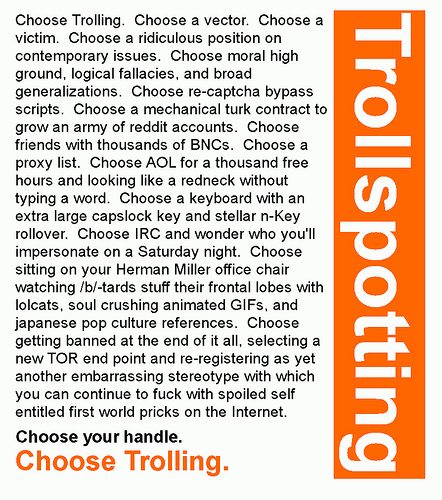 Choose Trolling.  Choose a vector.  Choose a
victim.  Choose a ridiculous position on
contemporary issues.  Choose moral high
ground, logical fallacies, and broad
generalizations.  Choose re-captcha bypass
scripts.  Choose a mechanical turk contract to
grow an army of reddit accounts.  Choose
friends with thousands of BNCs.  Choose a
proxy list.  Choose AOL for a thousand free
hours and looking like a redneck without
typing a word.  Choose a keyboard with an
extra large capslock key and stellar n-Key
rollover.  Choose IRC and wonder who you'll
impersonate on a Saturday night.  Choose
sitting on your Herman Miller office chair
watching /b/-tards stuff their frontal lobes with
lolcats, soul crushing animated GIFs, and
japanese pop culture references.  Choose
getting banned at the end of it all, selecting a
new TOR end point and re-registering as yet
another embarrassing stereotype with which
you can continue to fuck with spoiled self
entitled first world pricks on the Internet.
Choose your handle.
Choose Trolling.
Trollspotting